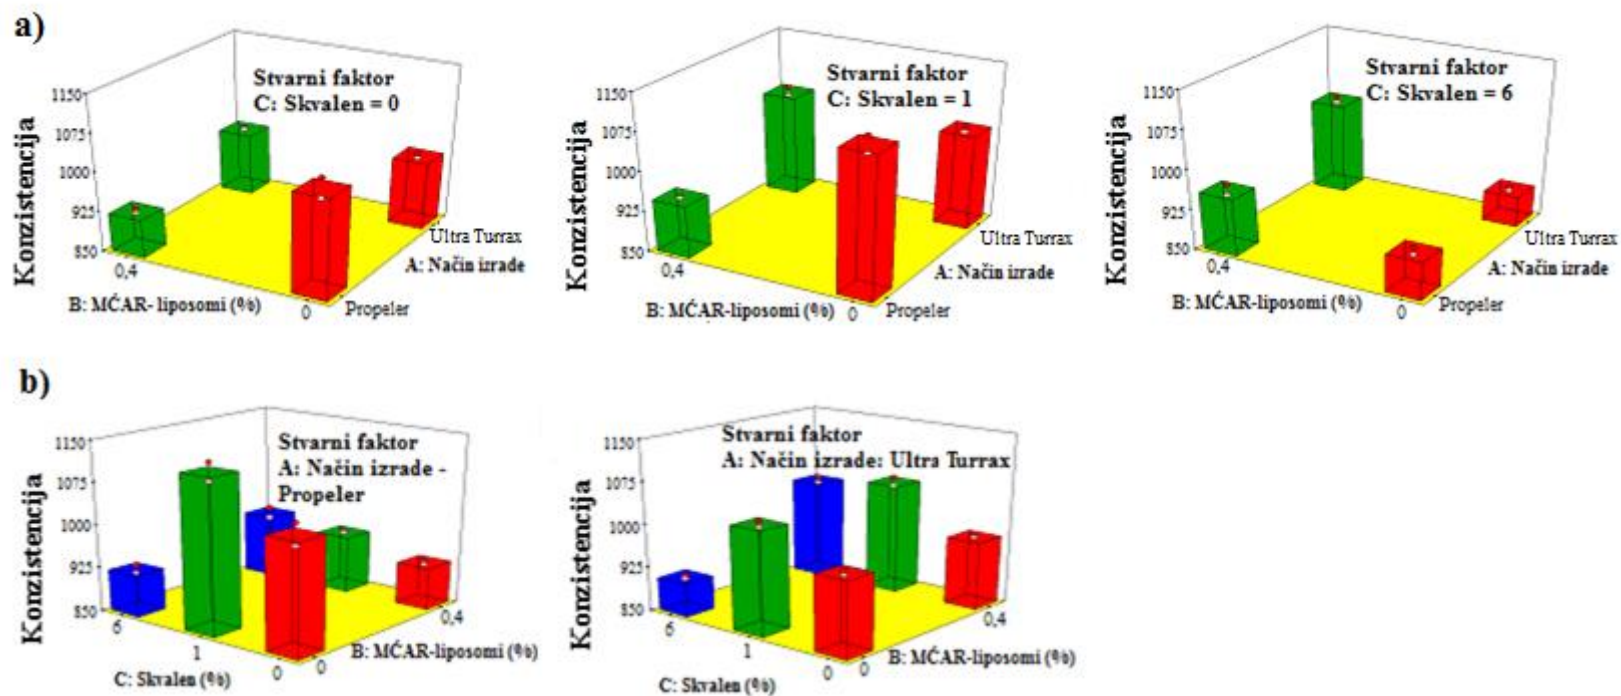 a)
Stvarni faktor
C: Skvalen = 0
Konzistencija
1150
1075
1000
925
850
0,4
0
B: MĆAR- liposomi (%)
Propeler
Ultra Turrax
A: Način izrade
Stvarni faktor
C: Skvalen = 1
Konzistencija
1150
1075
1000
925
850
0,4
0
B: MĆAR-liposomi (%)
Propeler
Ultra Turrax
A: Način izrade
Stvarni faktor
C: Skvalen = 6
Konzistencija
1150
1075
1000
925
850
0,4
0
B: MĆAR-liposomi (%)
Propeler
Ultra Turrax
A: Način izrade
b)
Stvarni faktor
A: Način izrade -
Propeler
Konzistencija
1150
1075
1000
925
850
6
1
0
C: Skvalen (%)
0
0,4
B: MĆAR-liposomi (%)
Stvarni faktor
A: Način izrade: Ultra Turrax
Konzistencija
1150
1075
1000
925
850
6
1
0
C: Skvalen (%)
0
0,4
B: MĆAR-liposomi (%)